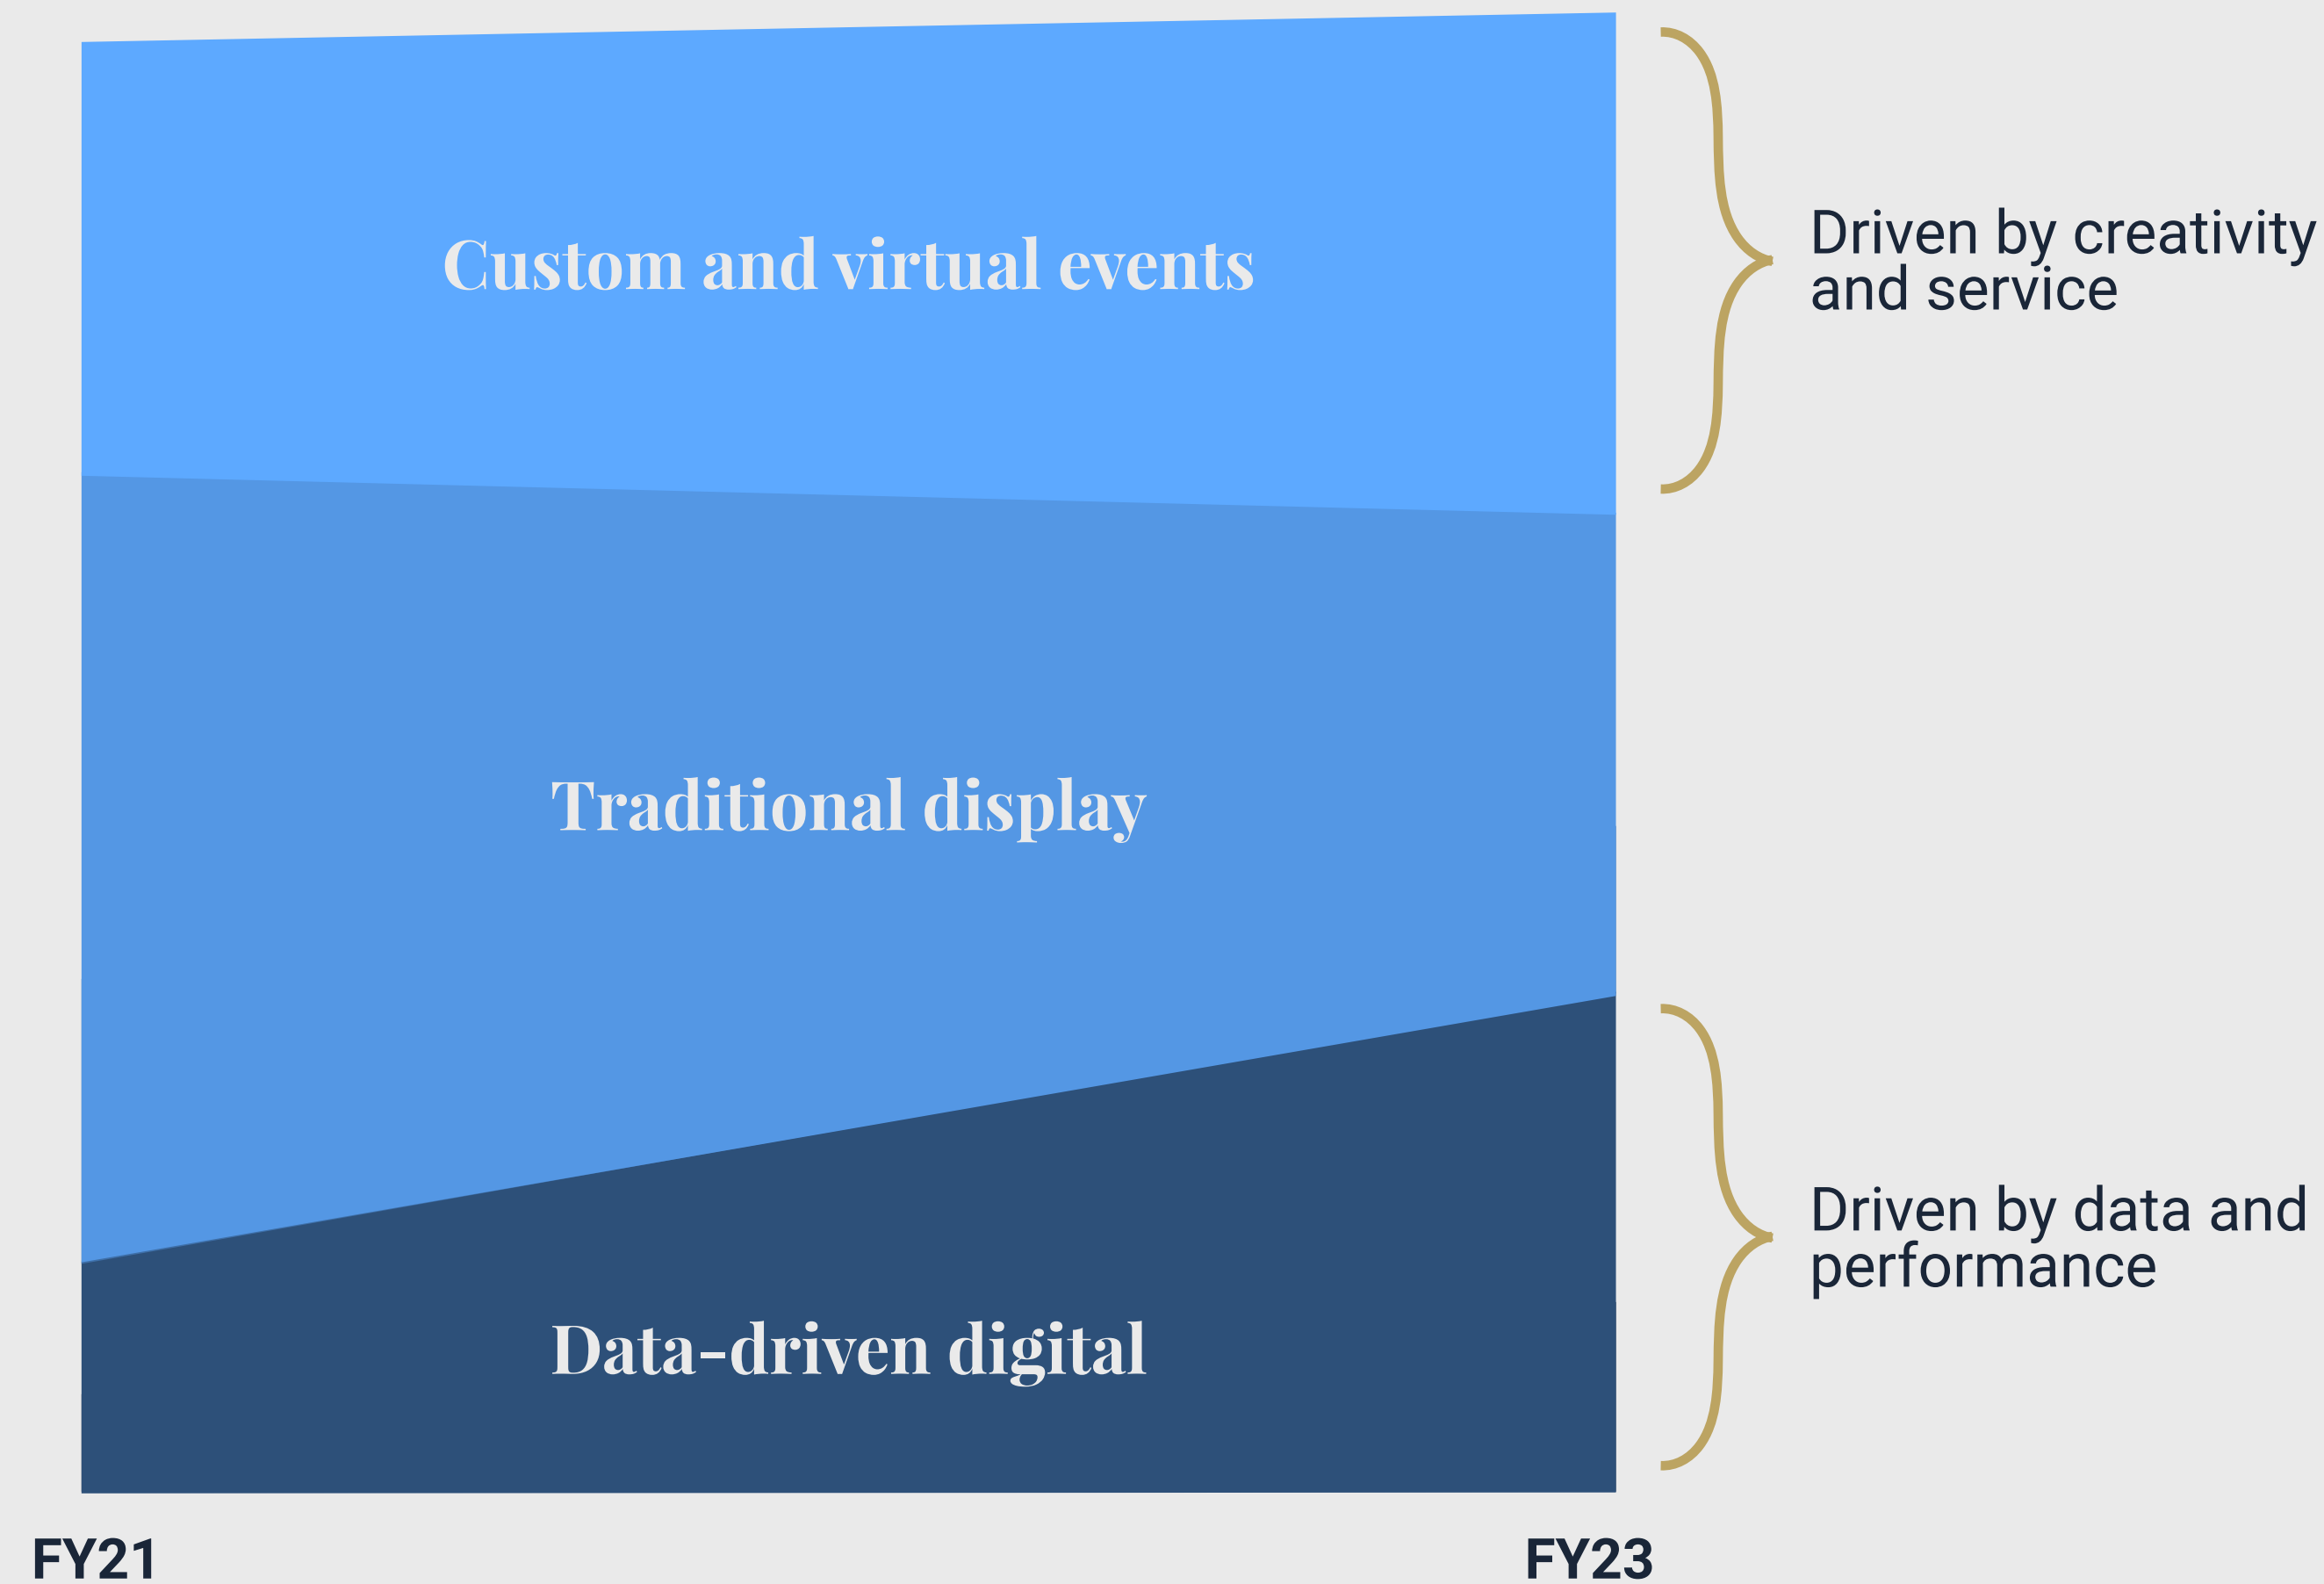 Custom and virtual events
Driven by creativity
and service
Traditional display
Driven by data and
performance
Data-driven digital
FY21
FY23